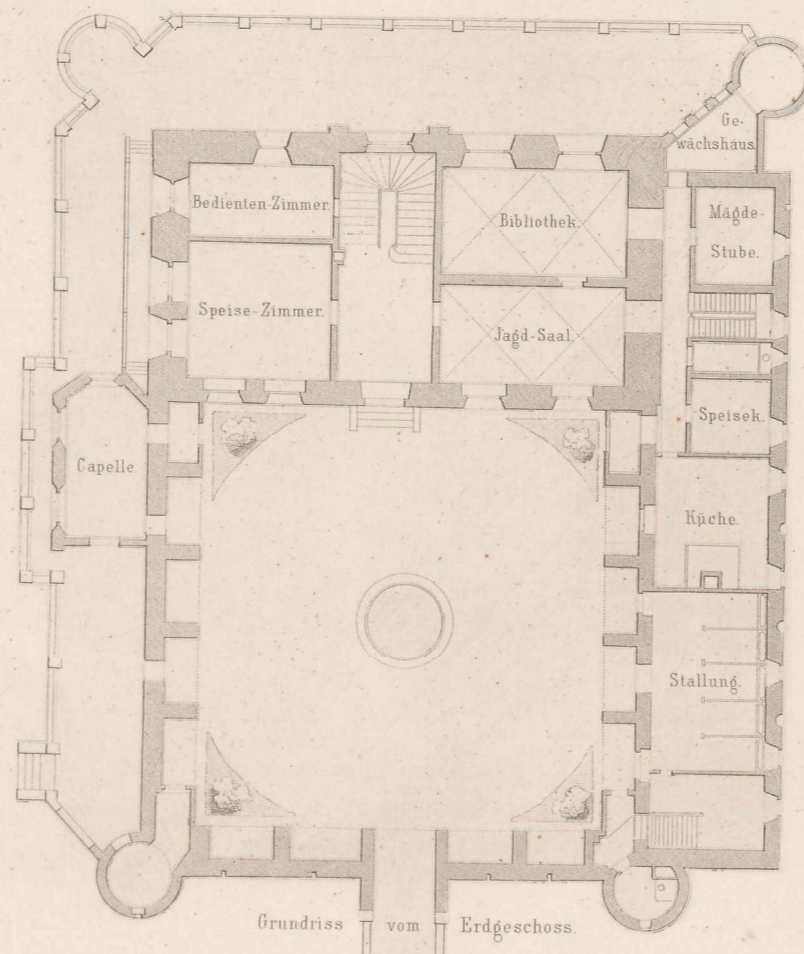 Ge-
wächshaus.
Bedienten-Zimmer.
Bibliothek.
Mägde-
Stube.
Speise-Zimmer.
Jagd-Saal.
Speisek.
Capelle.
Küche.
Stallung.
Grundriss vom Erdgeschoss.